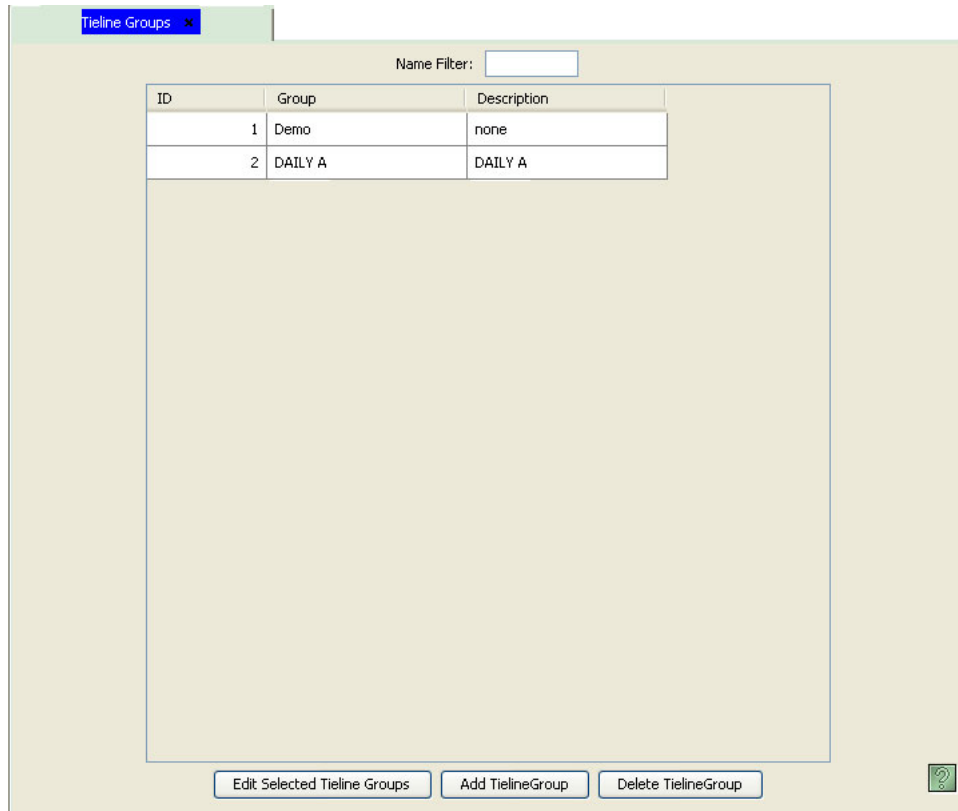 Tieline Groups ×
Name Filter:
ID Group Description
1 Demo none
2 DAILY A DAILY A
Edit Selected Tieline Groups Add TielineGroup Delete TielineGroup ?